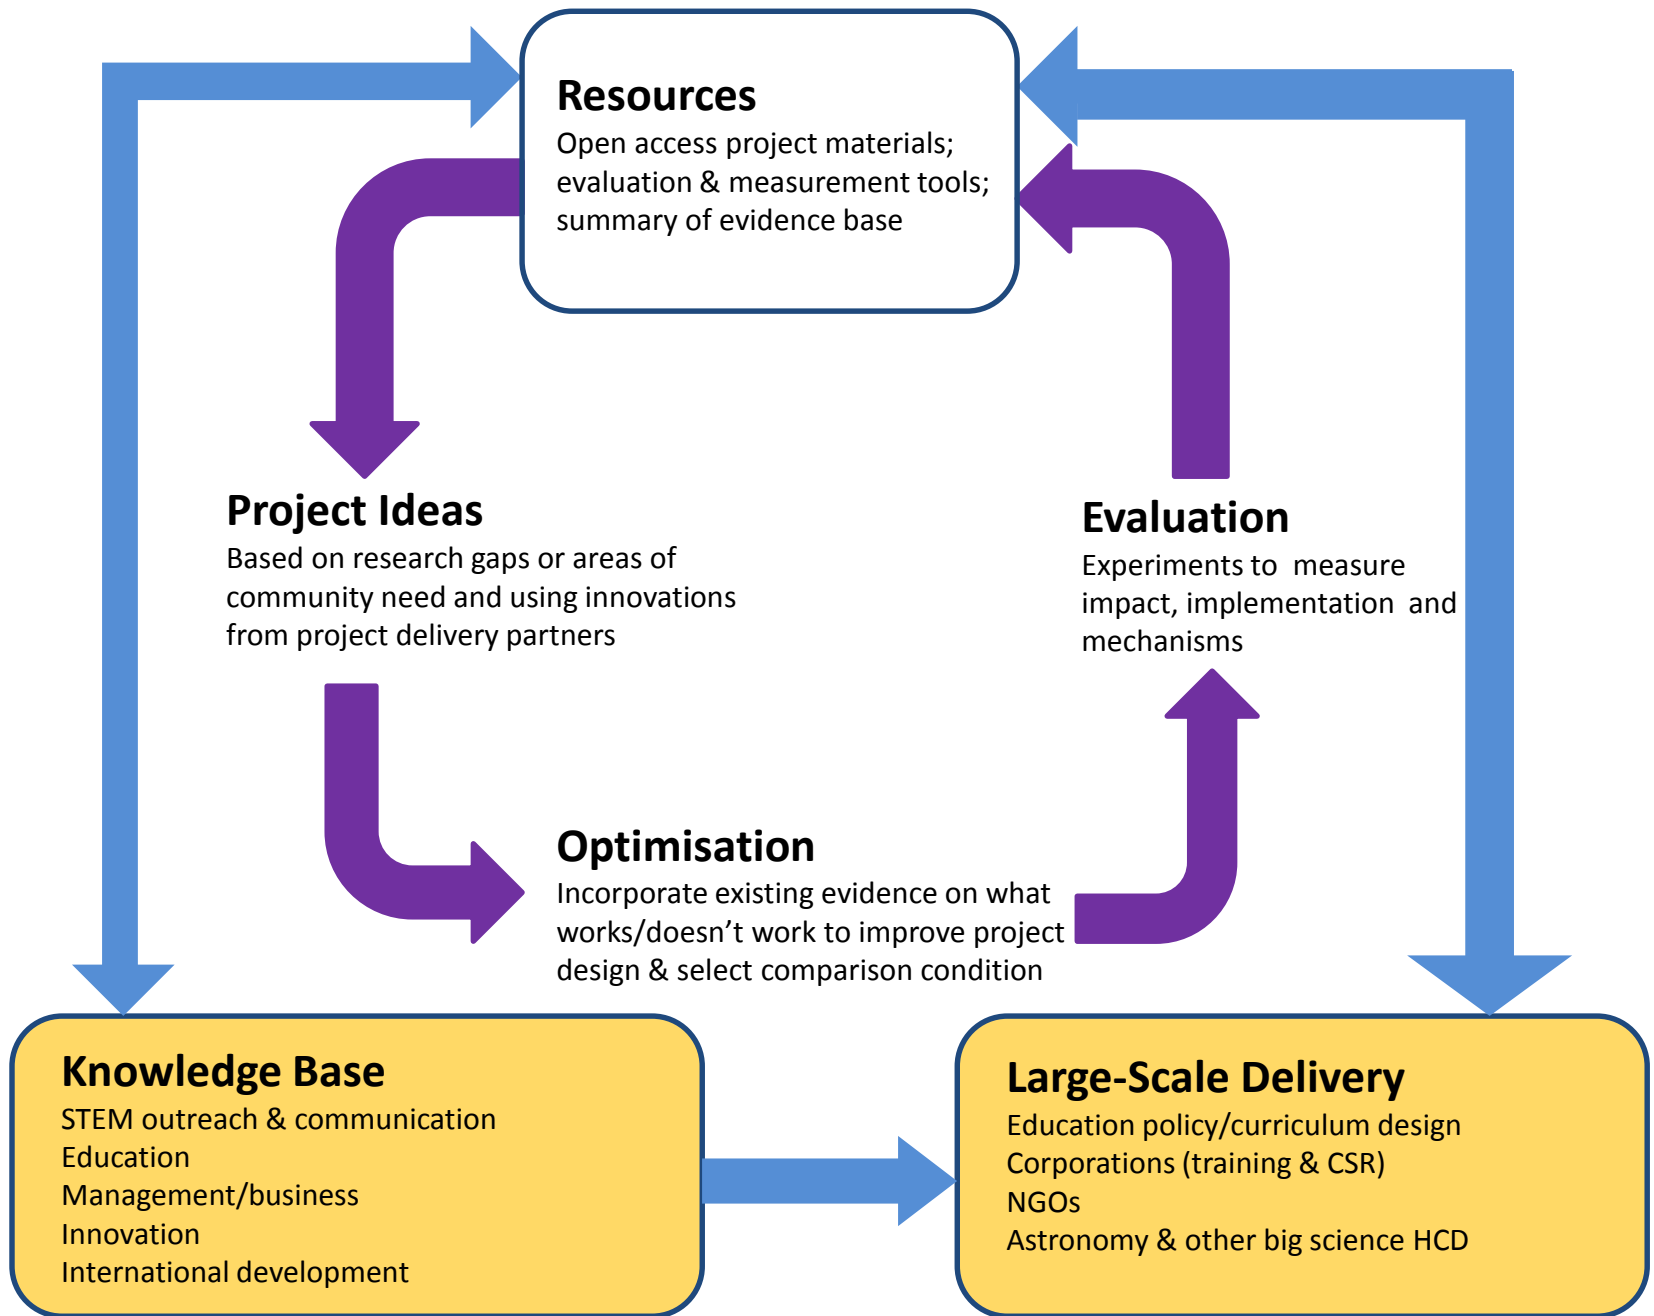 Resources
Open access project materials;
evaluation & measurement tools;
summary of evidence base
Project Ideas
Based on research gaps or areas of
community need and using innovations
from project delivery partners
Evaluation
Experiments to  measure
impact, implementation  and
mechanisms
Optimisation
Incorporate existing evidence on what
works/doesn’t work to improve project
design & select comparison condition
Knowledge Base
STEM outreach & communication
Education
Management/business
Innovation
International development
Large-Scale Delivery
Education policy/curriculum design
Corporations (training & CSR)
NGOs
Astronomy & other big science HCD